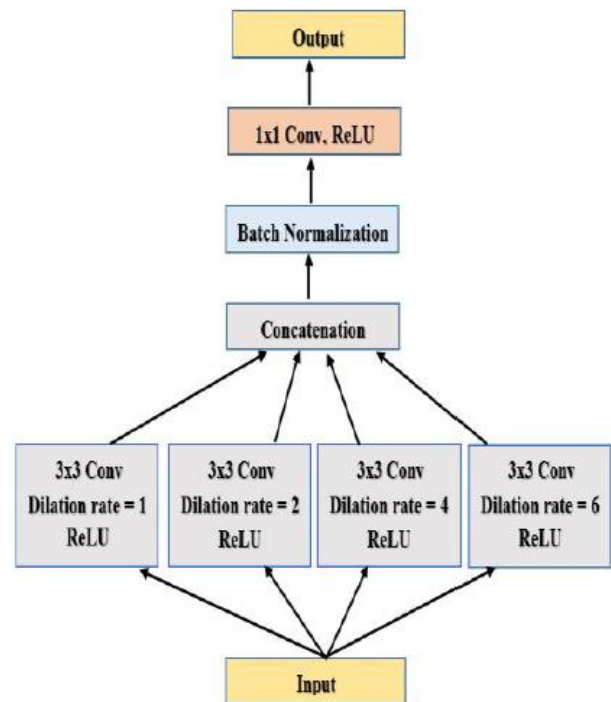 Output
1x1 Conv, ReLU
Batch Normalization
Concatenation
3x3 Conv
Dilation rate = 1
ReLU
3x3 Conv
Dilation rate = 2
ReLU
3x3 Conv
Dilation rate = 4
ReLU
3x3 Conv
Dilation rate = 6
ReLU
Input